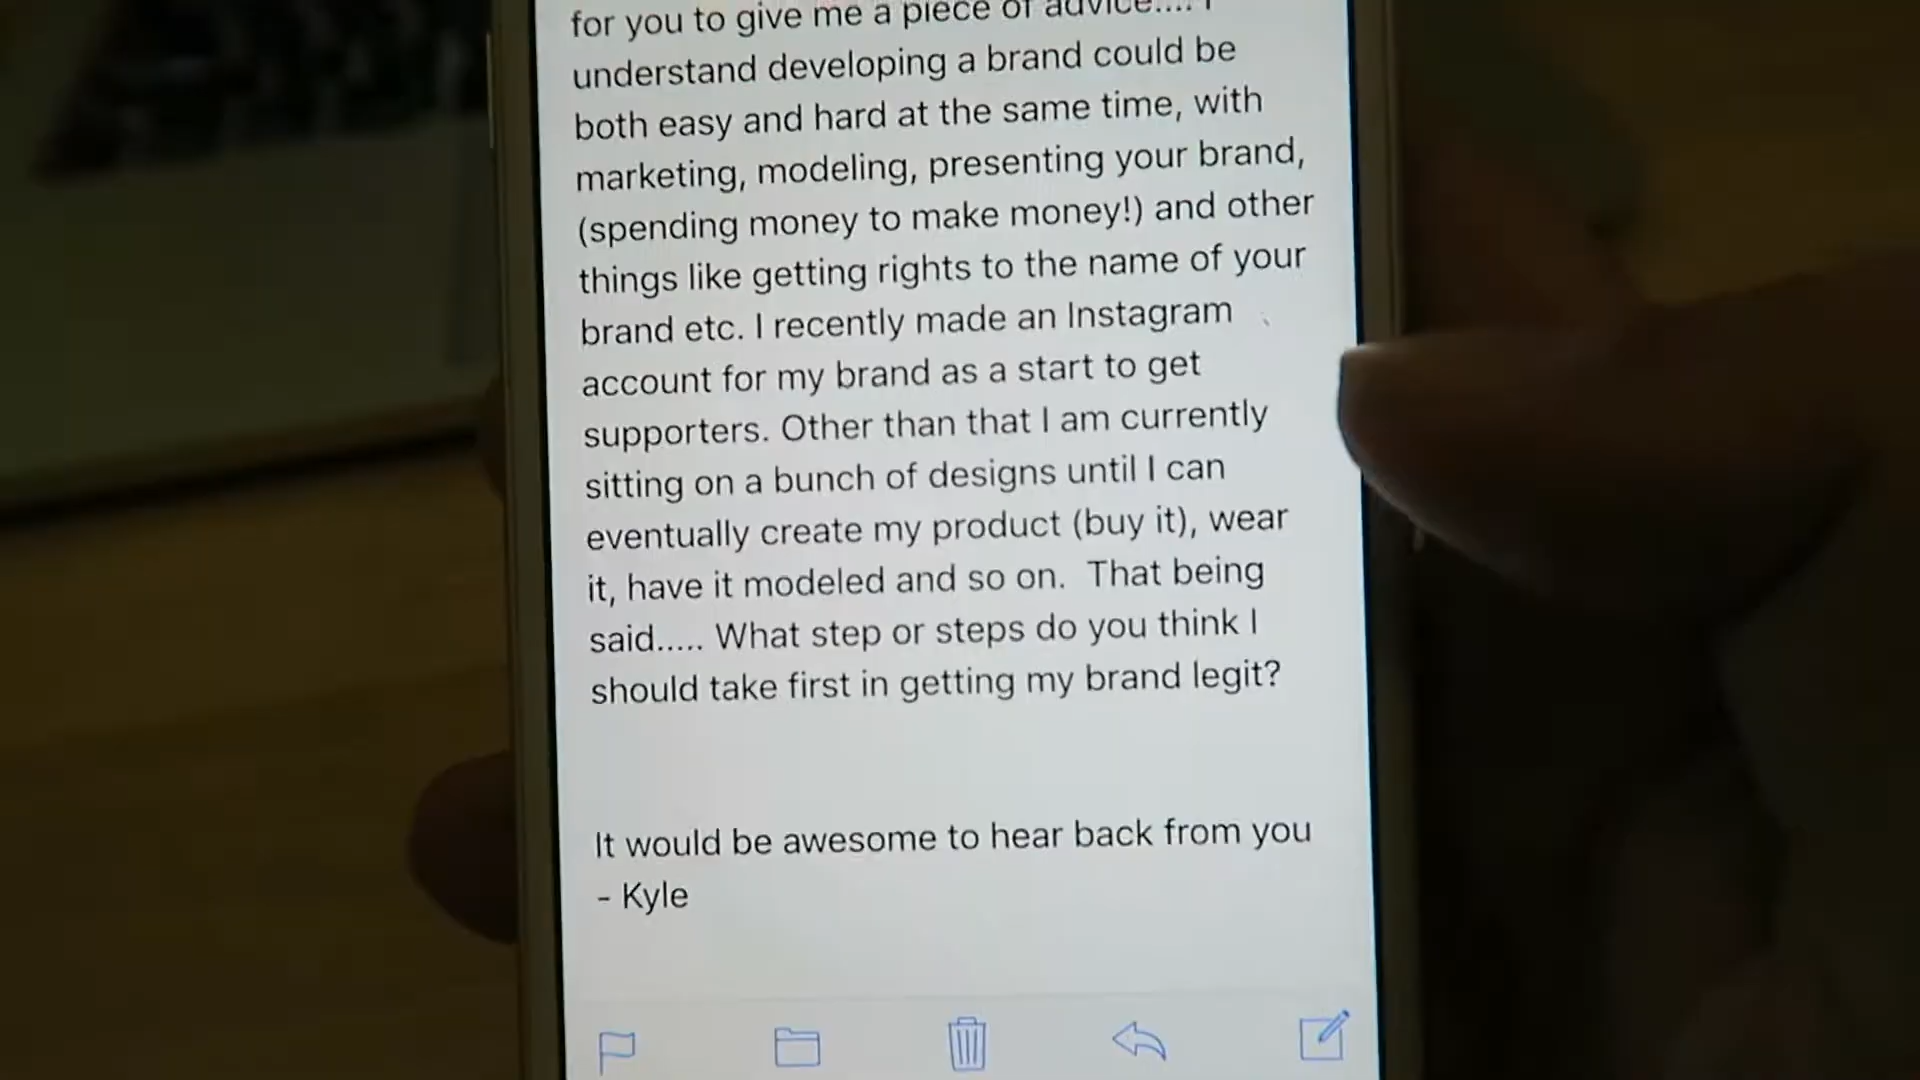 for you to give me a piece of advice.... I
understand developing a brand could be
both easy and hard at the same time, with
marketing, modeling, presenting your brand,
(spending money to make money!) and other
things like getting rights to the name of your
brand etc. I recently made an Instagram
account for my brand as a start to get
supporters. Other than that I am currently
sitting on a bunch of designs until I can
eventually create my product (buy it), wear
it, have it modeled and so on.  That being
said..... What step or steps do you think I
should take first in getting my brand legit?
It would be awesome to hear back from you
- Kyle